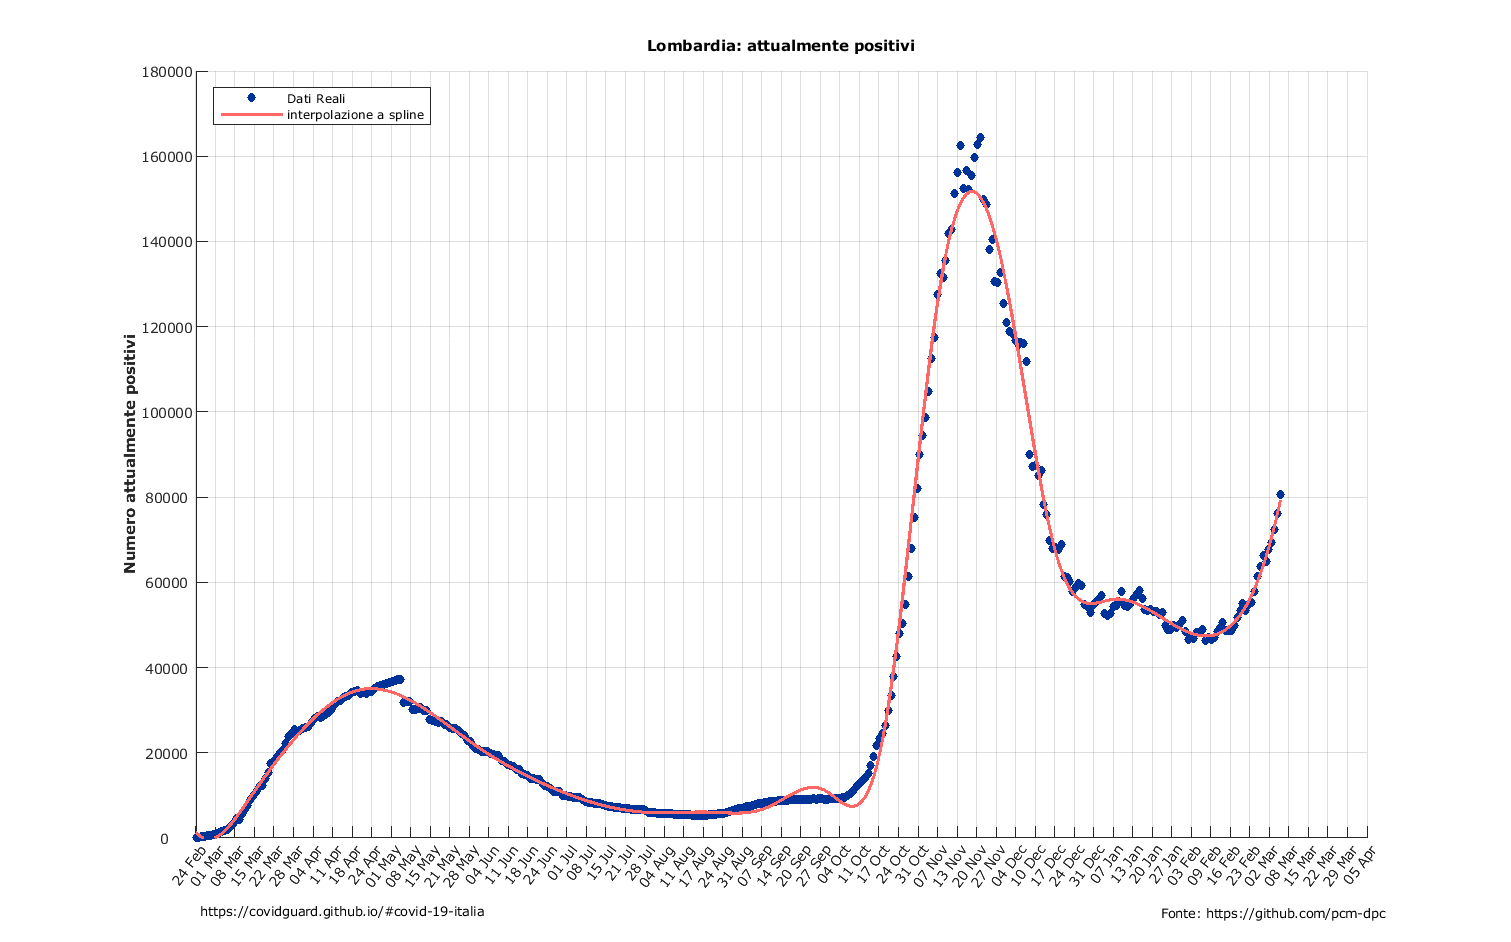 Lombardia: attualmente positivi
180000
160000
140000
120000
100000
80000
60000
40000
20000
0
Numero attualmente positivi
Dati Reali
interpolazione a spline
24 Feb
01 Mar
08 Mar
15 Mar
22 Mar
28 Mar
04 Apr
11 Apr
18 Apr
24 Apr
01 May
08 May
15 May
21 May
28 May
04 Jun
11 Jun
18 Jun
24 Jun
01 Jul
08 Jul
15 Jul
21 Jul
28 Jul
04 Aug
11 Aug
17 Aug
24 Aug
31 Aug
07 Sep
14 Sep
20 Sep
27 Sep
04 Oct
11 Oct
17 Oct
24 Oct
31 Oct
07 Nov
13 Nov
20 Nov
27 Nov
04 Dec
10 Dec
17 Dec
24 Dec
31 Dec
07 Jan
13 Jan
20 Jan
27 Jan
03 Feb
09 Feb
16 Feb
23 Feb
02 Mar
08 Mar
15 Mar
22 Mar
29 Mar
05 Apr
https://covidguard.github.io/#covid-19-italia
Fonte: https://github.com/pcm-dpc